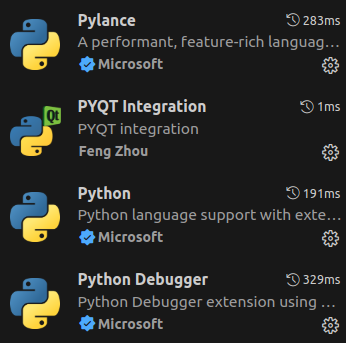 Pylance 283ms
A performant, feature-rich languag...
Microsoft
Qt
PYQT Integration 1ms
PYQT integration
Feng Zhou
Python 191ms
Python language support with exte...
Microsoft
Python Debugger 329ms
Python Debugger extension using ...
Microsoft